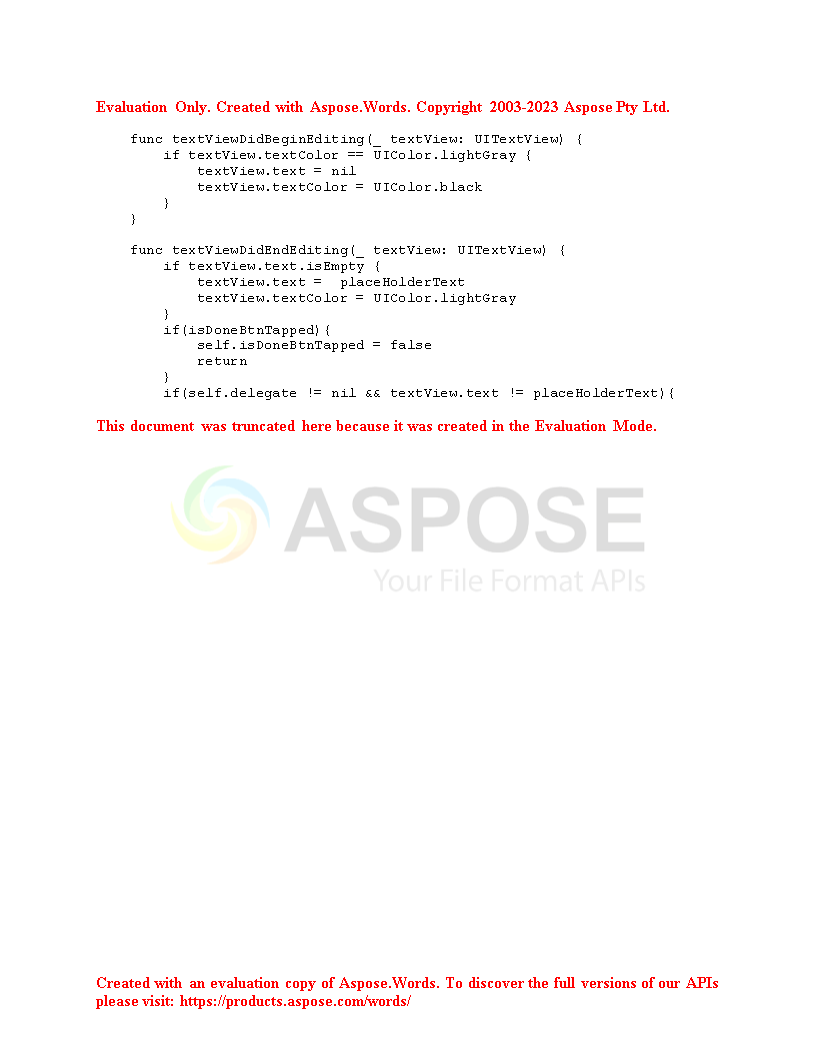 Evaluation Only. Created with Aspose.Words. Copyright 2003-2023 Aspose Pty Ltd.
    func textViewDidBeginEditing(_ textView: UITextView) {
        if textView.textColor == UIColor.lightGray {
            textView.text = nil
            textView.textColor = UIColor.black
        }
    }
    func textViewDidEndEditing(_ textView: UITextView) {
        if textView.text.isEmpty {
            textView.text =  placeHolderText
            textView.textColor = UIColor.lightGray
        }
        if(isDoneBtnTapped){
            self.isDoneBtnTapped = false
            return
        }
        if(self.delegate != nil && textView.text != placeHolderText){
This document was truncated here because it was created in the Evaluation Mode.
ASPOSE
Your File Format APIs
Created with an evaluation copy of Aspose.Words. To discover the full versions of our APIs
please visit: https://products.aspose.com/words/